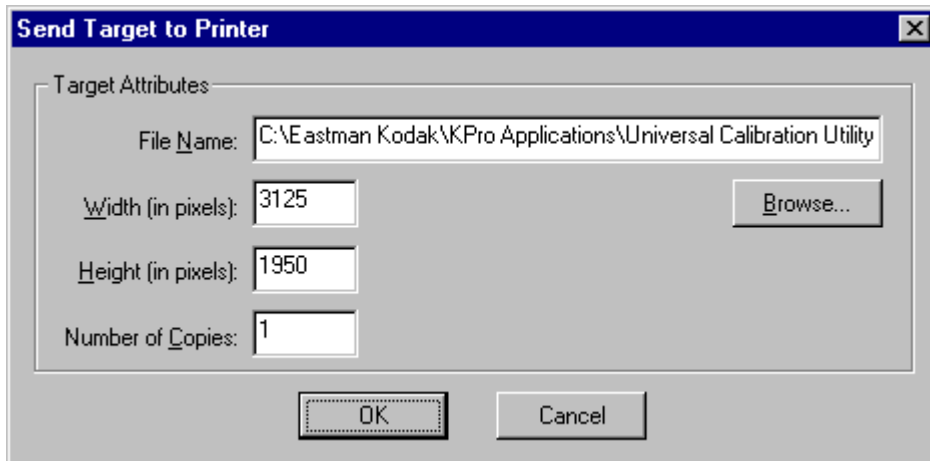 Send Target to Printer
Target Attributes
File Name: C:\Eastman Kodak\KPro Applications\Universal Calibration Utility
Width (in pixels): 3125
Browse...
Height (in pixels): 1950
Number of Copies: 1
OK Cancel